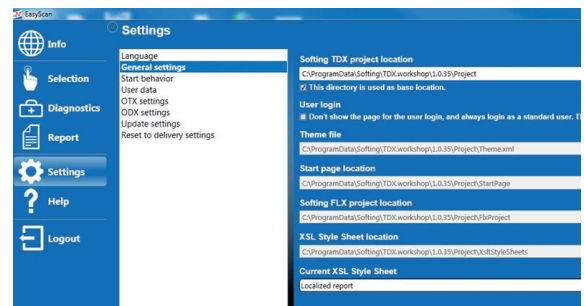 EasyScan
Info
Selection
Diagnostics
Report
Settings
Help
Logout
Settings
Language
General settings
Start behavior
User data
OTX settings
ODX settings
Update settings
Reset to delivery settings
Softing TDX project location
C:\ProgramData\Softing\TDX.workshop\1.0.35\Project
This directory is used as base location.
User login
Don't show the page for the user login, and always login as a standard user. Th
Theme file
C:\ProgramData\Softing\TDX.workshop\1.0.35\Project\Theme.xml
Start page location
C:\ProgramData\Softing\TDX.workshop\1.0.35\Project\StartPage
Softing FLX project location
C:\ProgramData\Softing\TDX.workshop\1.0.35\Project\FlxProject
XSL Style Sheet location
C:\ProgramData\Softing\TDX.workshop\1.0.35\Project\XsltStyleSheets
Current XSL Style Sheet
Localized report